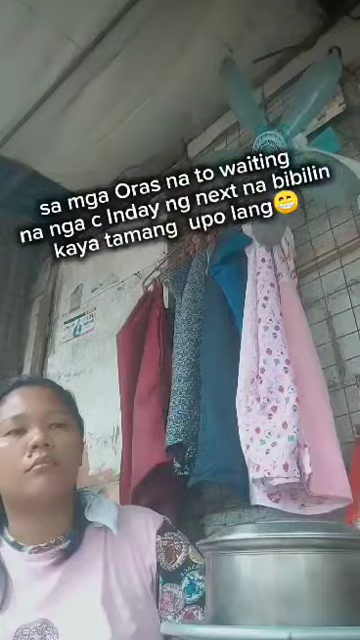 sa mga Oras na to waiting
na nga c Inday ng next na bibilin
kaya tamang upo lang😁